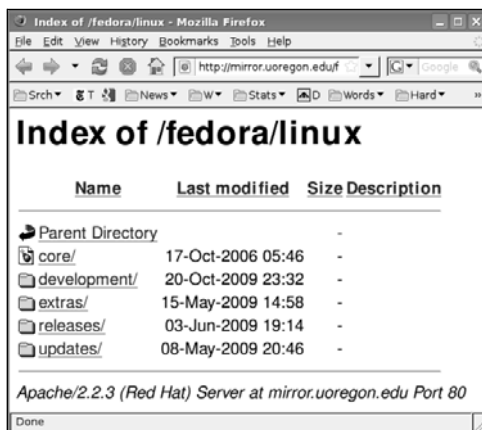 Index of /fedora/linux - Mozilla Firefox
File Edit View History Bookmarks Tools Help
http://mirror.uoregon.edu/f G Google
Srch T News W Stats D Words Hard »
Index of /fedora/linux
Name Last modified Size Description
Parent Directory -
core/ 17-Oct-2006 05:46 -
development/ 20-Oct-2009 23:32 -
extras/ 15-May-2009 14:58 -
releases/ 03-Jun-2009 19:14 -
updates/ 08-May-2009 20:46 -
Apache/2.2.3 (Red Hat) Server at mirror.uoregon.edu Port 80
Done